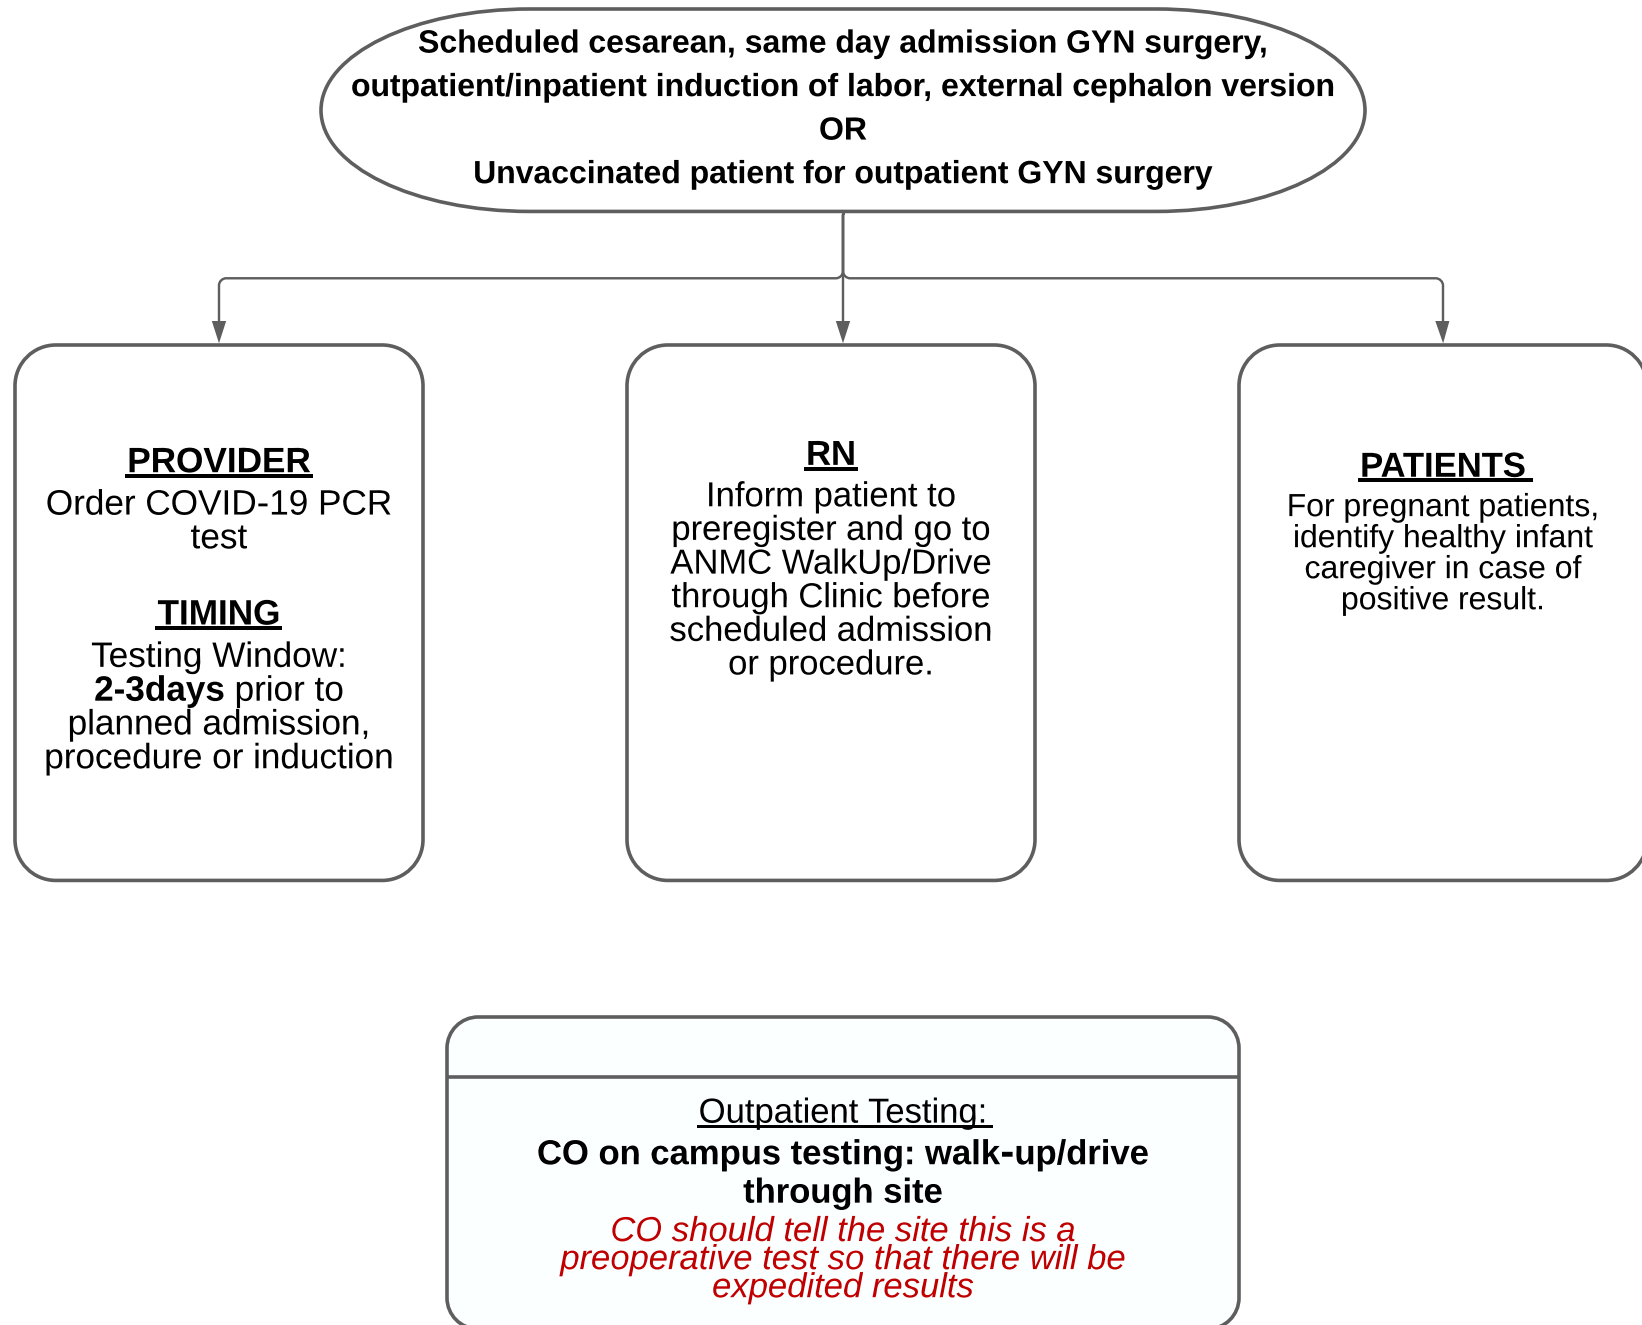 Scheduled cesarean, same day admission GYN surgery,
outpatient/inpatient induction of labor, external cephalon version
OR
Unvaccinated patient for outpatient GYN surgery
PROVIDER
Order COVID-19 PCR
test
TIMING
Testing Window:
2-3days prior to
planned admission,
procedure or induction
RN
Inform patient to
preregister and go to
ANMC WalkUp/Drive
through Clinic before
scheduled admission
or procedure.
PATIENTS
For pregnant patients,
identify healthy infant
caregiver in case of
positive result.
Outpatient Testing:
CO on campus testing: walk-up/drive
through site
CO should tell the site this is a
preoperative test so that there will be
expedited results